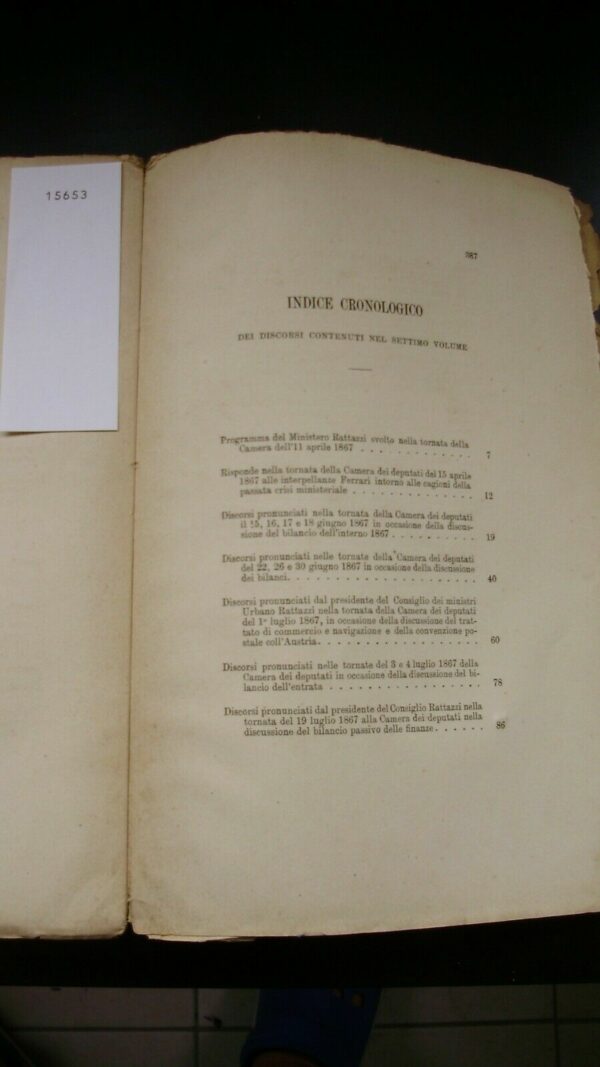 15653
387
INDICE CRONOLOGICO
DEI DISCORSI CONTENUTI NEL SETTIMO VOLUME
Programma del Ministero Rattazzi svolto nella tornata della
Camera dell'11 aprile 1867 . . . . . . . . . . . . . 7
Risponde nella tornata della Camera dei deputati del 15 aprile
1867 alle interpellanze Ferrari intorno alle cagioni della
passata crisi ministeriale . . . . . . . . . . . . . 12
Discorsi pronunciati nella tornata della Camera dei deputati
il 15, 16, 17 e 18 giugno 1867 in occasione della discus-
sione del bilancio dell'interno 1867 . . . . . . . . . 19
Discorsi pronunciati nelle tornate della Camera dei deputati
del 22, 26 e 30 giugno 1867 in occasione della discussione
dei bilanci . . . . . . . . . . . . . . . . . . . . 40
Discorsi pronunciati dal presidente del Consiglio dei ministri
Urbano Rattazzi nella tornata della Camera dei deputati
del 1º luglio 1867, in occasione della discussione del trat-
tato di commercio e navigazione e della convenzione po-
stale coll'Austria . . . . . . . . . . . . . . . . . 60
Discorsi pronunciati nelle tornate del 3 e 4 luglio 1867 della
Camera dei deputati in occasione della discussione del bi-
lancio dell'entrata . . . . . . . . . . . . . . . . 78
Discorsi pronunciati dal presidente del Consiglio Rattazzi nella
tornata del 19 luglio 1867 alla Camera dei deputati nella
discussione del bilancio passivo delle finanze . . . . . . 86